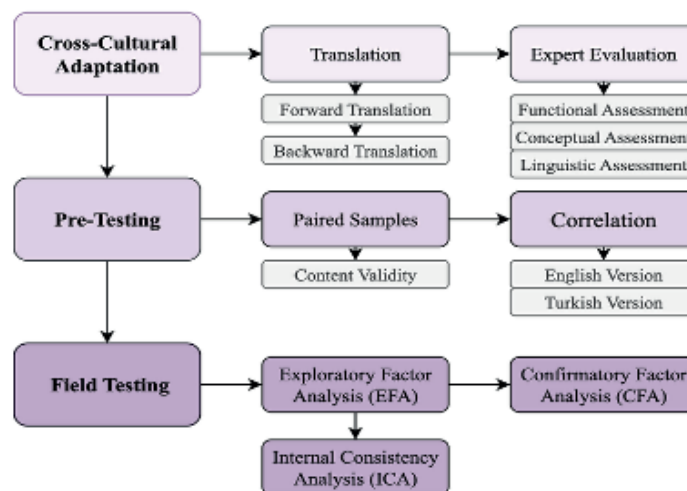 Cross-Cultural
Adaptation
Translation
Expert Evaluation
Forward Translation
Backward Translation
Functional Assessment
Conceptual Assessmen
Linguistic Assessment
Pre-Testing
Paired Samples
Correlation
Content Validity
English Version
Turkish Version
Field Testing
Exploratory Factor
Analysis (EFA)
Confirmatory Factor
Analysis (CFA)
Internal Consistency
Analysis (ICA)